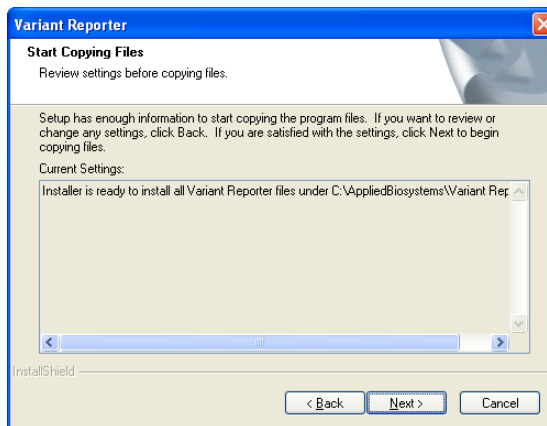 Variant Reporter
Start Copying Files
Review settings before copying files.
Setup has enough information to start copying the program files. If you want to review or
change any settings, click Back. If you are satisfied with the settings, click Next to begin
copying files.
Current Settings:
Installer is ready to install all Variant Reporter files under C:\AppliedBiosystems\Variant Rep
InstallShield
< Back Next > Cancel